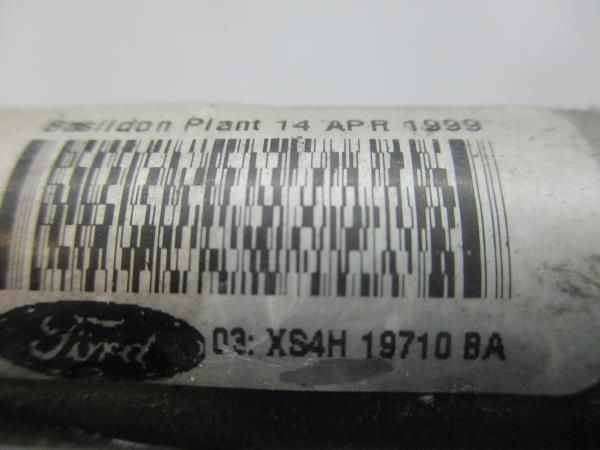 Basildon Plant 14 APR 1999
Ford 03: XS4H 19710 BA